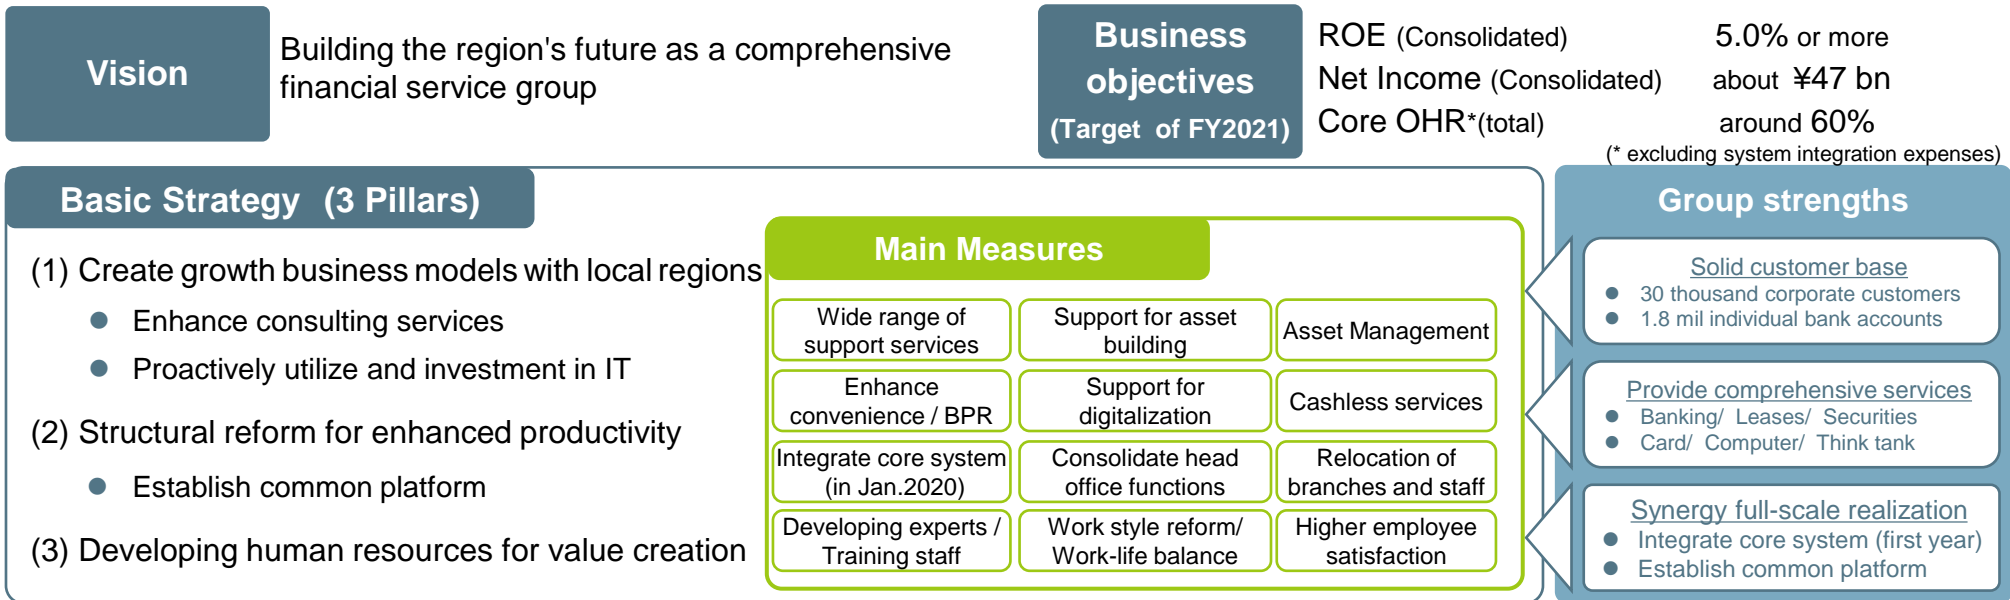 Vision
Building the region's future as a comprehensive
financial service group
Business
objectives
(Target of FY2021)
ROE (Consolidated) 5.0% or more
Net Income (Consolidated) about ¥47 bn
Core OHR*(total) around 60%
(* excluding system integration expenses)
Basic Strategy (3 Pillars)
(1) Create growth business models with local regions
● Enhance consulting services
● Proactively utilize and investment in IT
(2) Structural reform for enhanced productivity
● Establish common platform
(3) Developing human resources for value creation
Main Measures
Wide range of
support services
Support for asset
building
Asset Management
Enhance
convenience / BPR
Support for
digitalization
Cashless services
Integrate core system
(in Jan.2020)
Consolidate head
office functions
Relocation of
branches and staff
Developing experts /
Training staff
Work style reform/
Work-life balance
Higher employee
satisfaction
Group strengths
Solid customer base
● 30 thousand corporate customers
● 1.8 mil individual bank accounts
Provide comprehensive services
● Banking/ Leases/ Securities
● Card/ Computer/ Think tank
Synergy full-scale realization
● Integrate core system (first year)
● Establish common platform